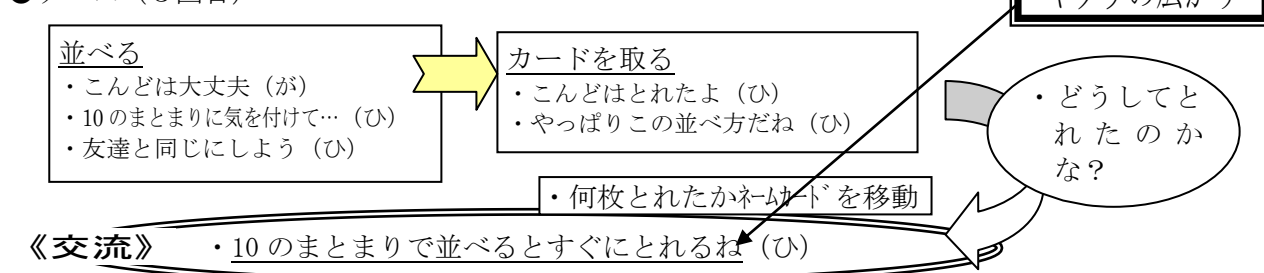 並べる
・こんどは大丈夫（が）
・10のまとまりに気を付けて…（ひ）
・友達と同じにしよう（ひ）
カードを取る
・こんどはとれたよ（ひ）
・やっぱりこの並べ方だね（ひ）
・どうしてと
れたのか
な？
・何枚とれたかﾈｰﾑｶｰﾄﾞを移動
《交流》　・10のまとまりで並べるとすぐにとれるね（ひ）